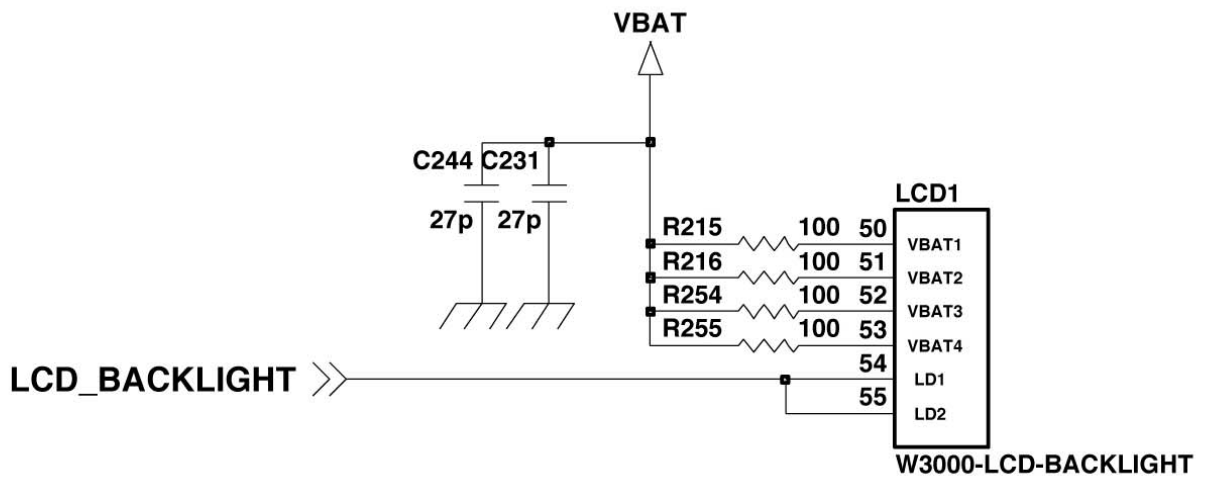 VBAT
C244 C231
27p 27p
LCD1
R215 100 50 VBAT1
R216 100 51 VBAT2
R254 100 52 VBAT3
R255 100 53 VBAT4
54 LD1
LCD_BACKLIGHT
55 LD2
W3000-LCD-BACKLIGHT